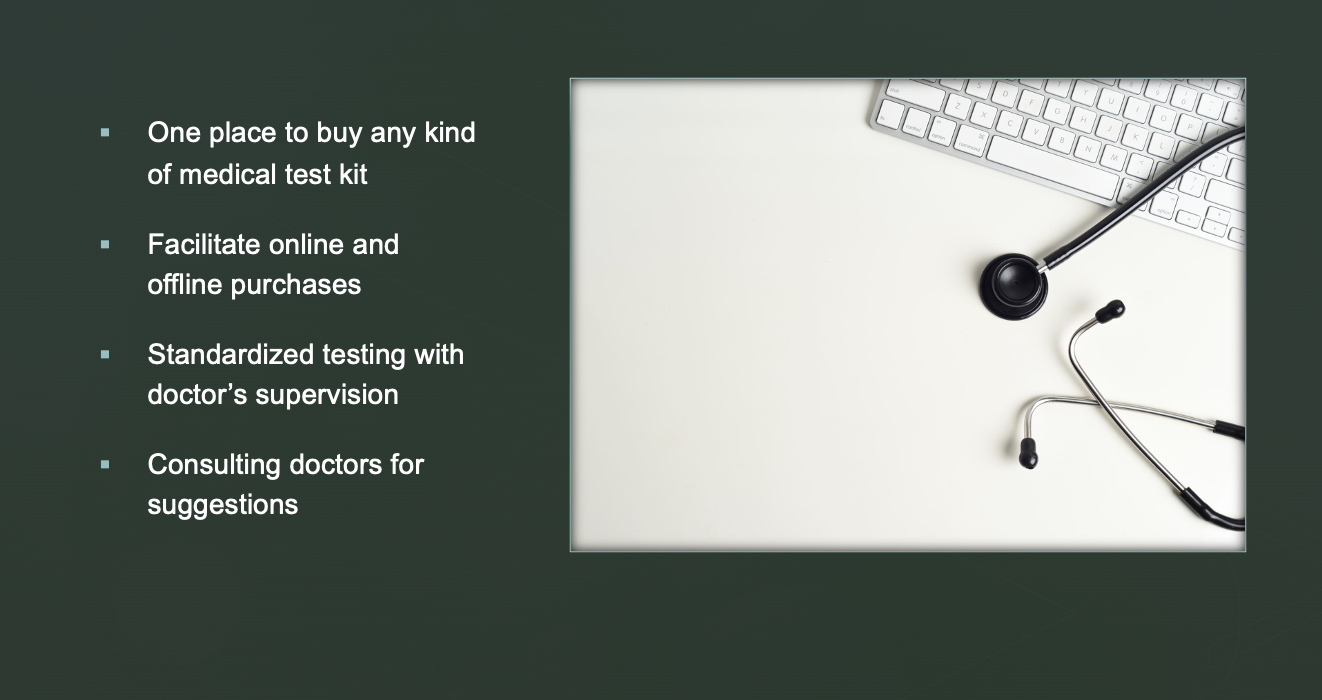 One place to buy any kind
of medical test kit
Facilitate online and
offline purchases
Standardized testing with
doctor’s supervision
Consulting doctors for
suggestions